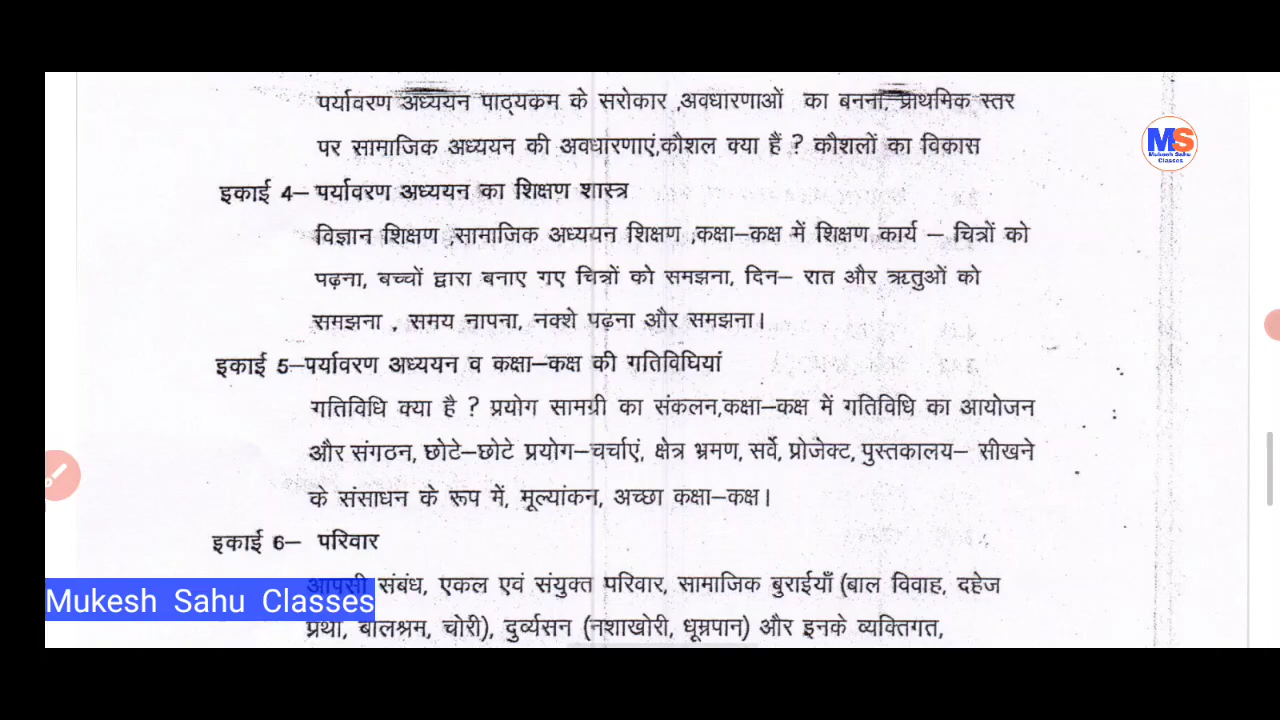 पर्यावरण अध्ययन पाठ्यक्रम के सरोकार ,अवधारणाओं का बनना, प्राथमिक स्तर
पर सामाजिक अध्ययन की अवधारणाएं,कौशल क्या हैं ? कौशलों का विकास
MS
Mukesh Sahu
Classes
इकाई 4– पर्यावरण अध्ययन का शिक्षण शास्त्र
विज्ञान शिक्षण ,सामाजिक अध्ययन शिक्षण ,कक्षा–कक्ष में शिक्षण कार्य – चित्रों को
पढ़ना, बच्चों द्वारा बनाए गए चित्रों को समझना, दिन– रात और ऋतुओं को
समझना , समय नापना, नक्शे पढ़ना और समझना।
इकाई 5–पर्यावरण अध्ययन व कक्षा–कक्ष की गतिविधियां
गतिविधि क्या है ? प्रयोग सामग्री का संकलन,कक्षा–कक्ष में गतिविधि का आयोजन
और संगठन, छोटे–छोटे प्रयोग–चर्चाएं, क्षेत्र भ्रमण, सर्वे, प्रोजेक्ट, पुस्तकालय– सीखने
के संसाधन के रूप में, मूल्यांकन, अच्छा कक्षा–कक्ष।
इकाई 6– परिवार
आपसी संबंध, एकल एवं संयुक्त परिवार, सामाजिक बुराईयाँ (बाल विवाह, दहेज
Mukesh Sahu Classes
प्रथा, बालश्रम, चोरी), दुर्व्यसन (नशाखोरी, धूम्रपान) और इनके व्यक्तिगत,